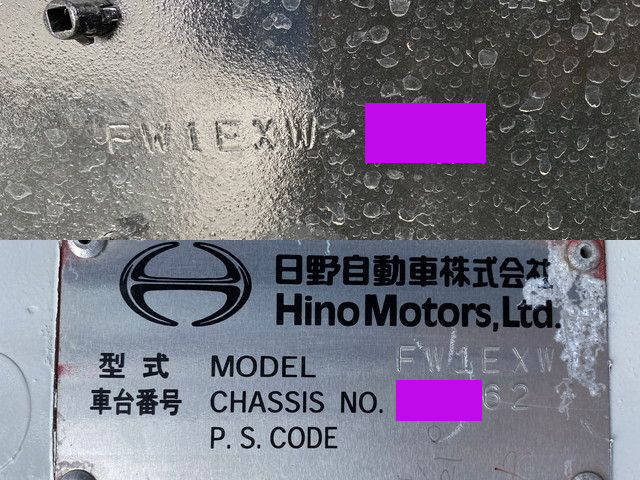 FW1EXW
日野自動車株式会社
Hino Motors, Ltd.
型式 MODEL FW1EXW
車台番号 CHASSIS NO. 62
P. S. CODE